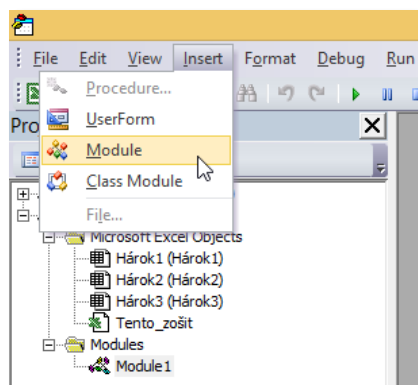 File Edit View Insert Format Debug Run
Procedure...
UserForm
Pro
Module
Class Module
File...
Microsoft Excel Objects
Hárok1 (Hárok1)
Hárok2 (Hárok2)
Hárok3 (Hárok3)
Tento_zošit
Modules
Module1